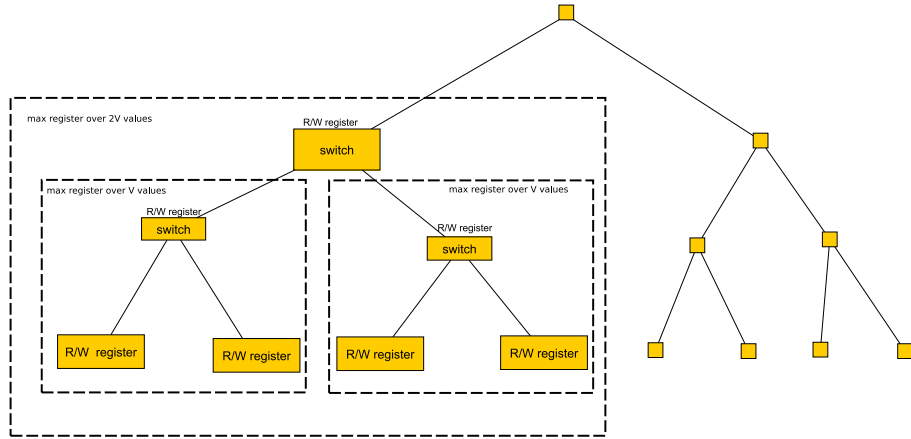 max register over 2V values
R/W register
switch
max register over V values
R/W register
switch
R/W  register
R/W register
max register over V values
R/W register
switch
R/W register
R/W register